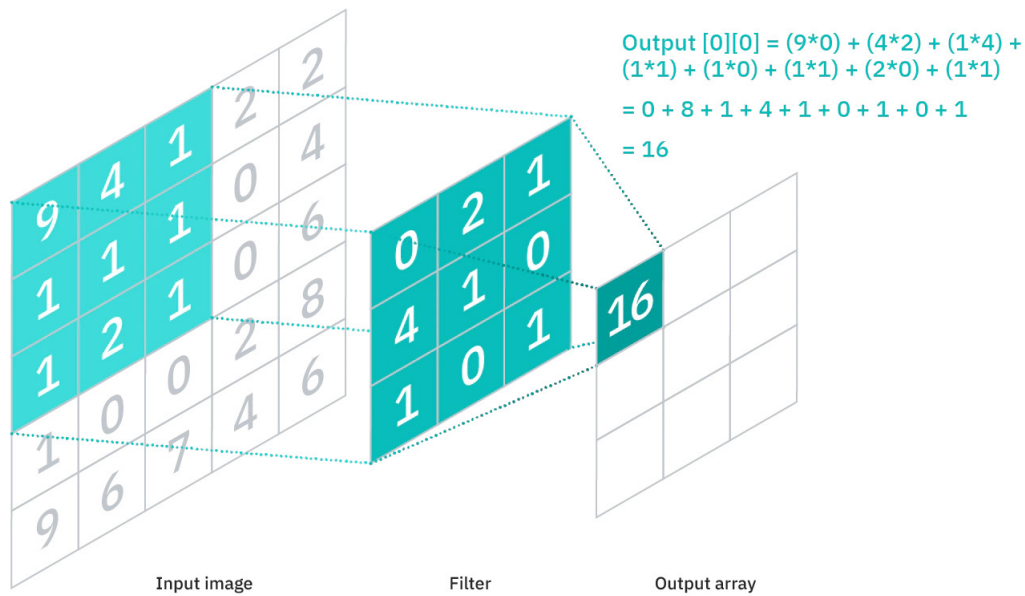 Output [0][0] = (9*0) + (4*2) + (1*4) +
(1*1) + (1*0) + (1*1) + (2*0) + (1*1)
= 0 + 8 + 1 + 4 + 1 + 0 + 1 + 0 + 1
= 16
9 4 1 2 2
1 1 1 0 4
1 2 1 0 6
1 0 0 2 8
9 6 7 4 6
0 2 1
4 1 0
1 0 1
16
Input image
Filter
Output array